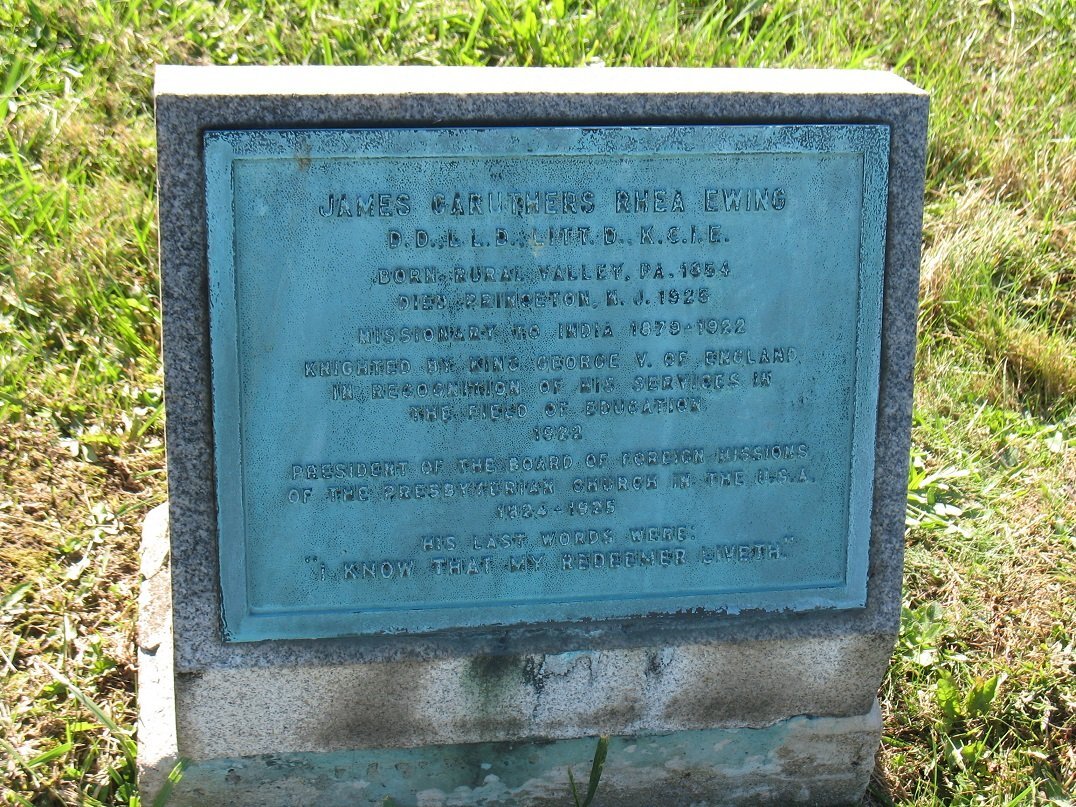 JAMES CARUTHERS RHEA EWING
D.D., L.L.D., LITT.D., K.C.I.E.
BORN, RURAL VALLEY, PA. 1854
DIED, PRINCETON, N. J. 1925
MISSIONARY TO INDIA 1879-1922
KNIGHTED BY KING GEORGE V. OF ENGLAND,
IN RECOGNITION OF HIS SERVICES IN
THE FIELD OF EDUCATION.
1922
PRESIDENT OF THE BOARD OF FOREIGN MISSIONS,
OF THE PRESBYTERIAN CHURCH IN THE U.S.A.
1924-1925
HIS LAST WORDS WERE:
"I KNOW THAT MY REDEEMER LIVETH."